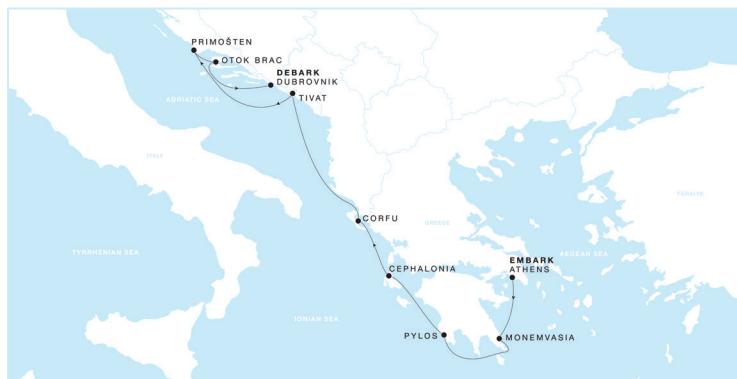 PRIMOŠTEN
OTOK BRAC
DEBARK
DUBROVNIK
TIVAT
ADRIATIC SEA
ITALY
CORFU
GREECE
TÜRKIYE
TYRRHENIAN SEA
CEPHALONIA
EMBARK
ATHENS
AEGEAN SEA
IONIAN SEA
PYLOS
MONEMVASIA